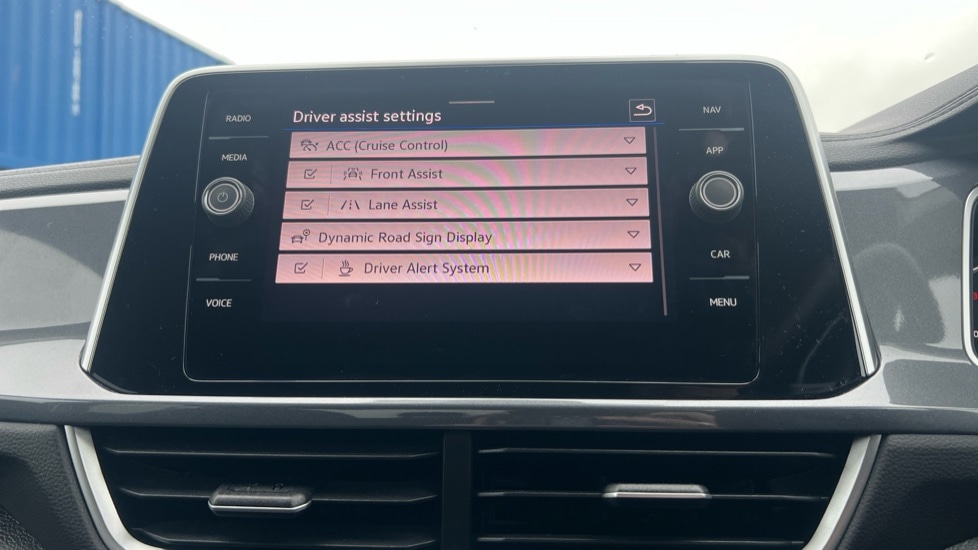 RADIO
MEDIA
PHONE
VOICE
Driver assist settings
ACC (Cruise Control)
Front Assist
Lane Assist
Dynamic Road Sign Display
Driver Alert System
NAV
APP
CAR
MENU